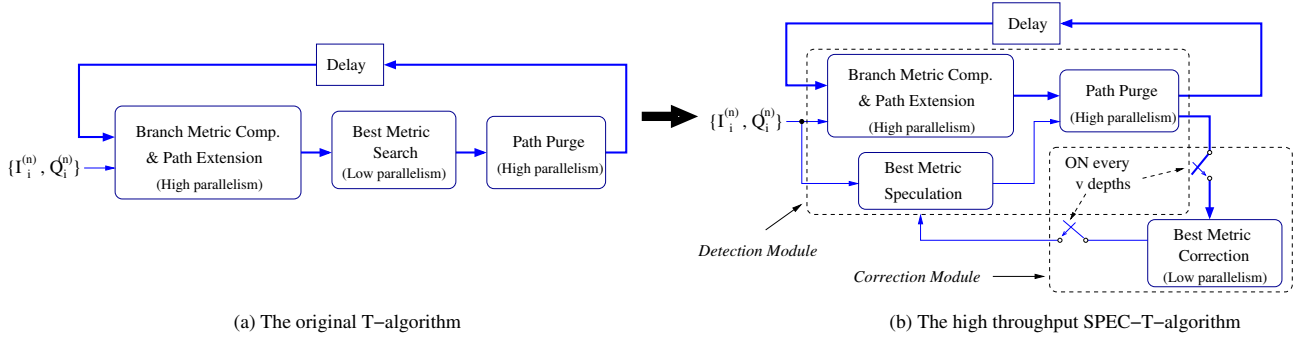 Delay
Branch Metric Comp.
& Path Extension
(High parallelism)
Best Metric
Search
(Low parallelism)
Path Purge
(High parallelism)
{I_i^(n), Q_i^(n)}
(a) The original T−algorithm
Delay
Branch Metric Comp.
& Path Extension
(High parallelism)
Path Purge
(High parallelism)
{I_i^(n), Q_i^(n)}
Best Metric
Speculation
ON every
v depths
Detection Module
Best Metric
Correction
(Low parallelism)
Correction Module
(b) The high throughput SPEC−T−algorithm